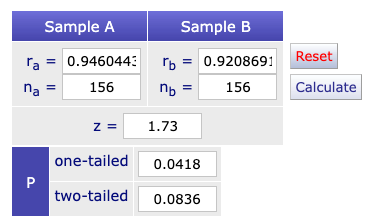 Sample A Sample B
ra = 0.9460443 rb = 0.9208691 Reset
na = 156 nb = 156 Calculate
z = 1.73
P
one-tailed 0.0418
two-tailed 0.0836